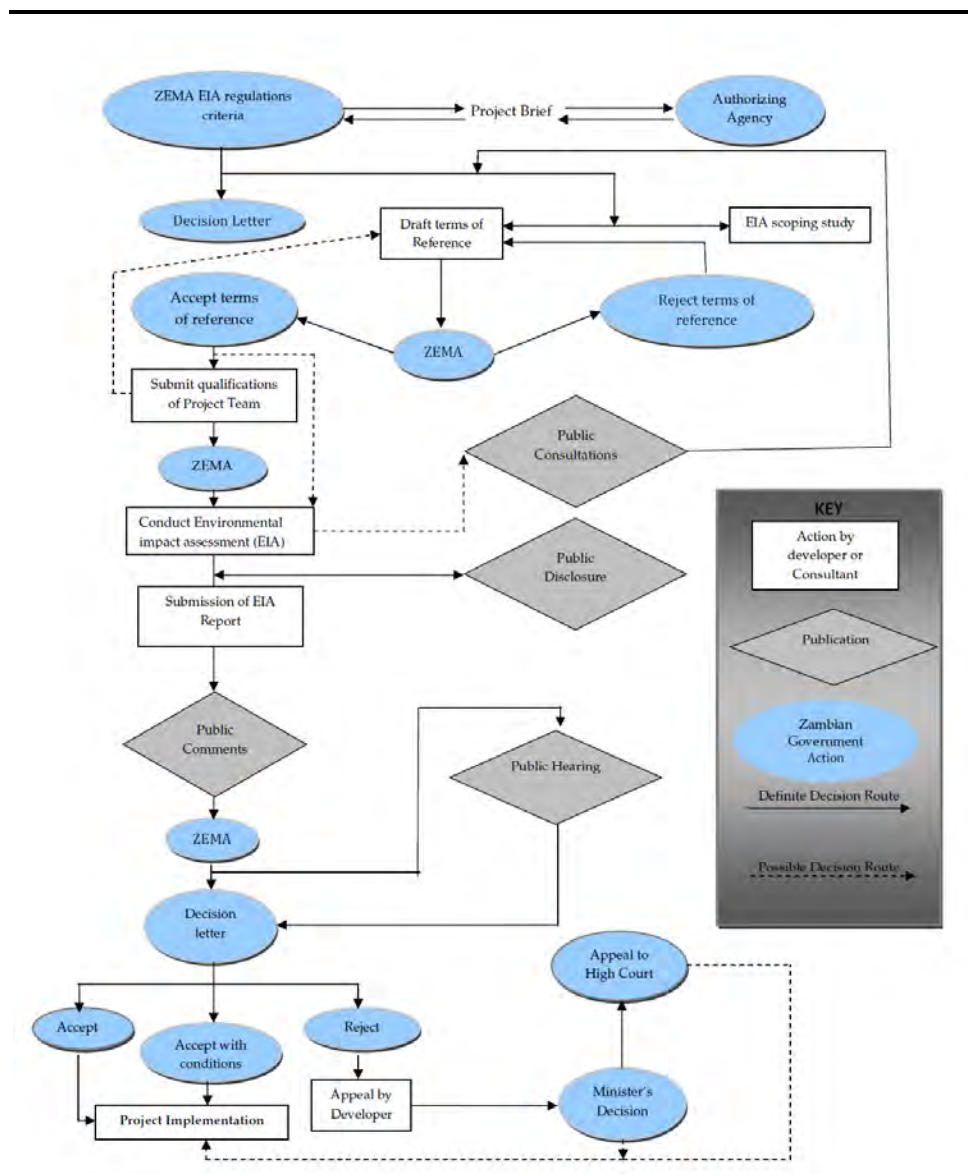 ZEMA EIA regulations
criteria
Project Brief
Authorizing
Agency
Decision Letter
Draft terms of
Reference
EIA scoping study
Accept terms
of reference
Reject terms of
reference
ZEMA
Submit qualifications
of Project Team
Public
Consultations
ZEMA
Conduct Environmental
impact assessment (EIA)
Public
Disclosure
Submission of EIA
Report
KEY
Action by
developer or
Consultant
Publication
Zambian
Government
Action
Definite Decision Route
Possible Decision Route
Public
Comments
Public Hearing
ZEMA
Decision
letter
Appeal to
High Court
Accept
Accept with
conditions
Reject
Appeal by
Developer
Minister's
Decision
Project Implementation